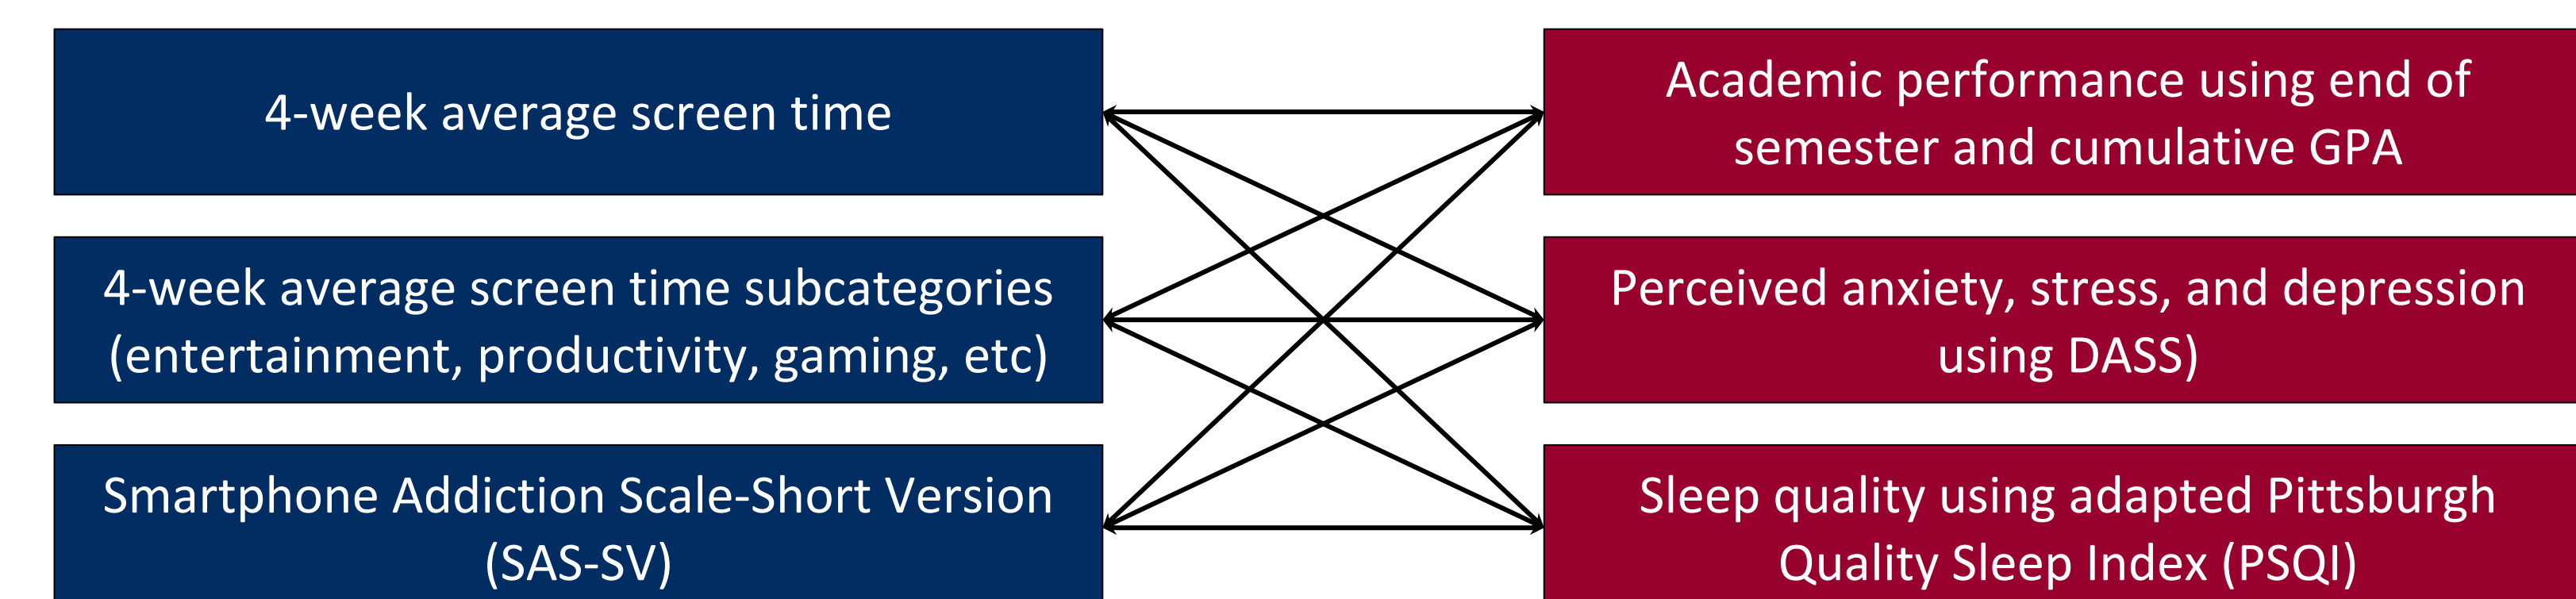 4-week average screen time
Academic performance using end of
semester and cumulative GPA
4-week average screen time subcategories
(entertainment, productivity, gaming, etc)
Perceived anxiety, stress, and depression
using DASS)
Smartphone Addiction Scale-Short Version
(SAS-SV)
Sleep quality using adapted Pittsburgh
Quality Sleep Index (PSQI)